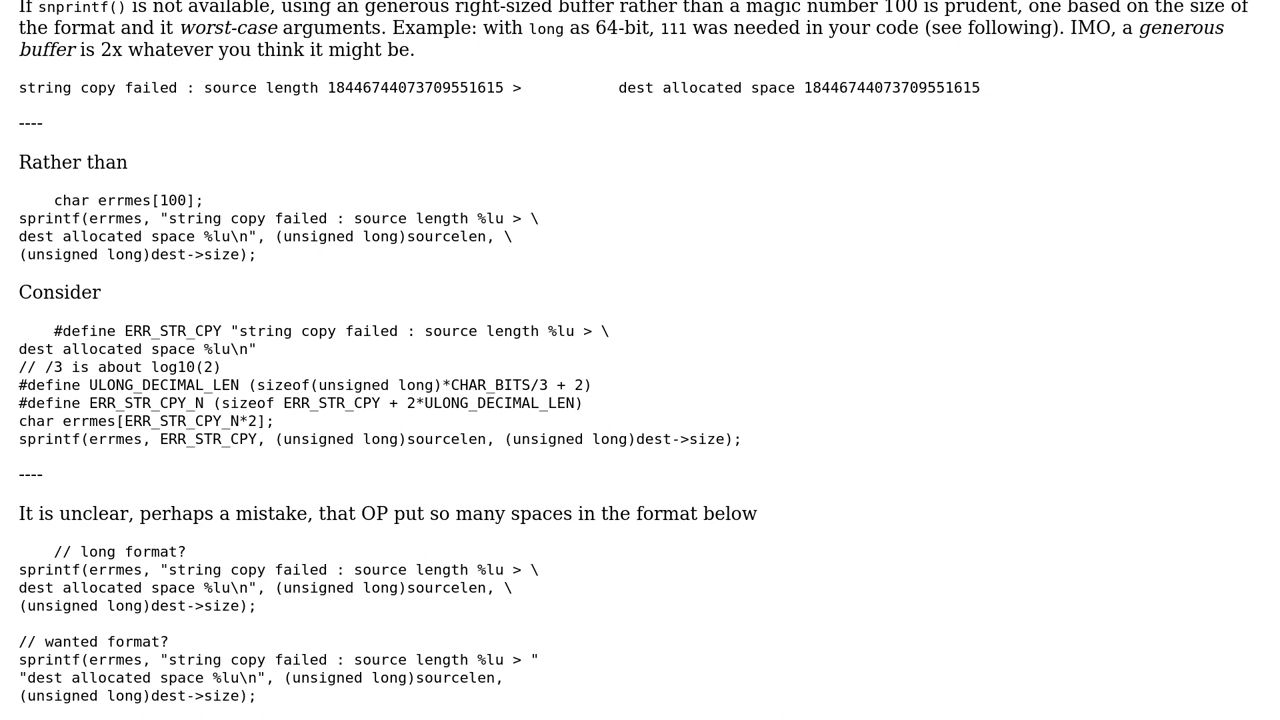 If snprintf() is not available, using an generous right-sized buffer rather than a magic number 100 is prudent, one based on the size of
the format and it worst-case arguments. Example: with long as 64-bit, 111 was needed in your code (see following). IMO, a generous
buffer is 2x whatever you think it might be.
string copy failed : source length 18446744073709551615 >           dest allocated space 18446744073709551615
----
Rather than
    char errmes[100];
sprintf(errmes, "string copy failed : source length %lu > \
dest allocated space %lu\n", (unsigned long)sourcelen, \
(unsigned long)dest->size);
Consider
    #define ERR_STR_CPY "string copy failed : source length %lu > \
dest allocated space %lu\n"
// /3 is about log10(2)
#define ULONG_DECIMAL_LEN (sizeof(unsigned long)*CHAR_BITS/3 + 2)
#define ERR_STR_CPY_N (sizeof ERR_STR_CPY + 2*ULONG_DECIMAL_LEN)
char errmes[ERR_STR_CPY_N*2];
sprintf(errmes, ERR_STR_CPY, (unsigned long)sourcelen, (unsigned long)dest->size);
----
It is unclear, perhaps a mistake, that OP put so many spaces in the format below
    // long format?
sprintf(errmes, "string copy failed : source length %lu > \
dest allocated space %lu\n", (unsigned long)sourcelen, \
(unsigned long)dest->size);
// wanted format?
sprintf(errmes, "string copy failed : source length %lu > "
"dest allocated space %lu\n", (unsigned long)sourcelen,
(unsigned long)dest->size);